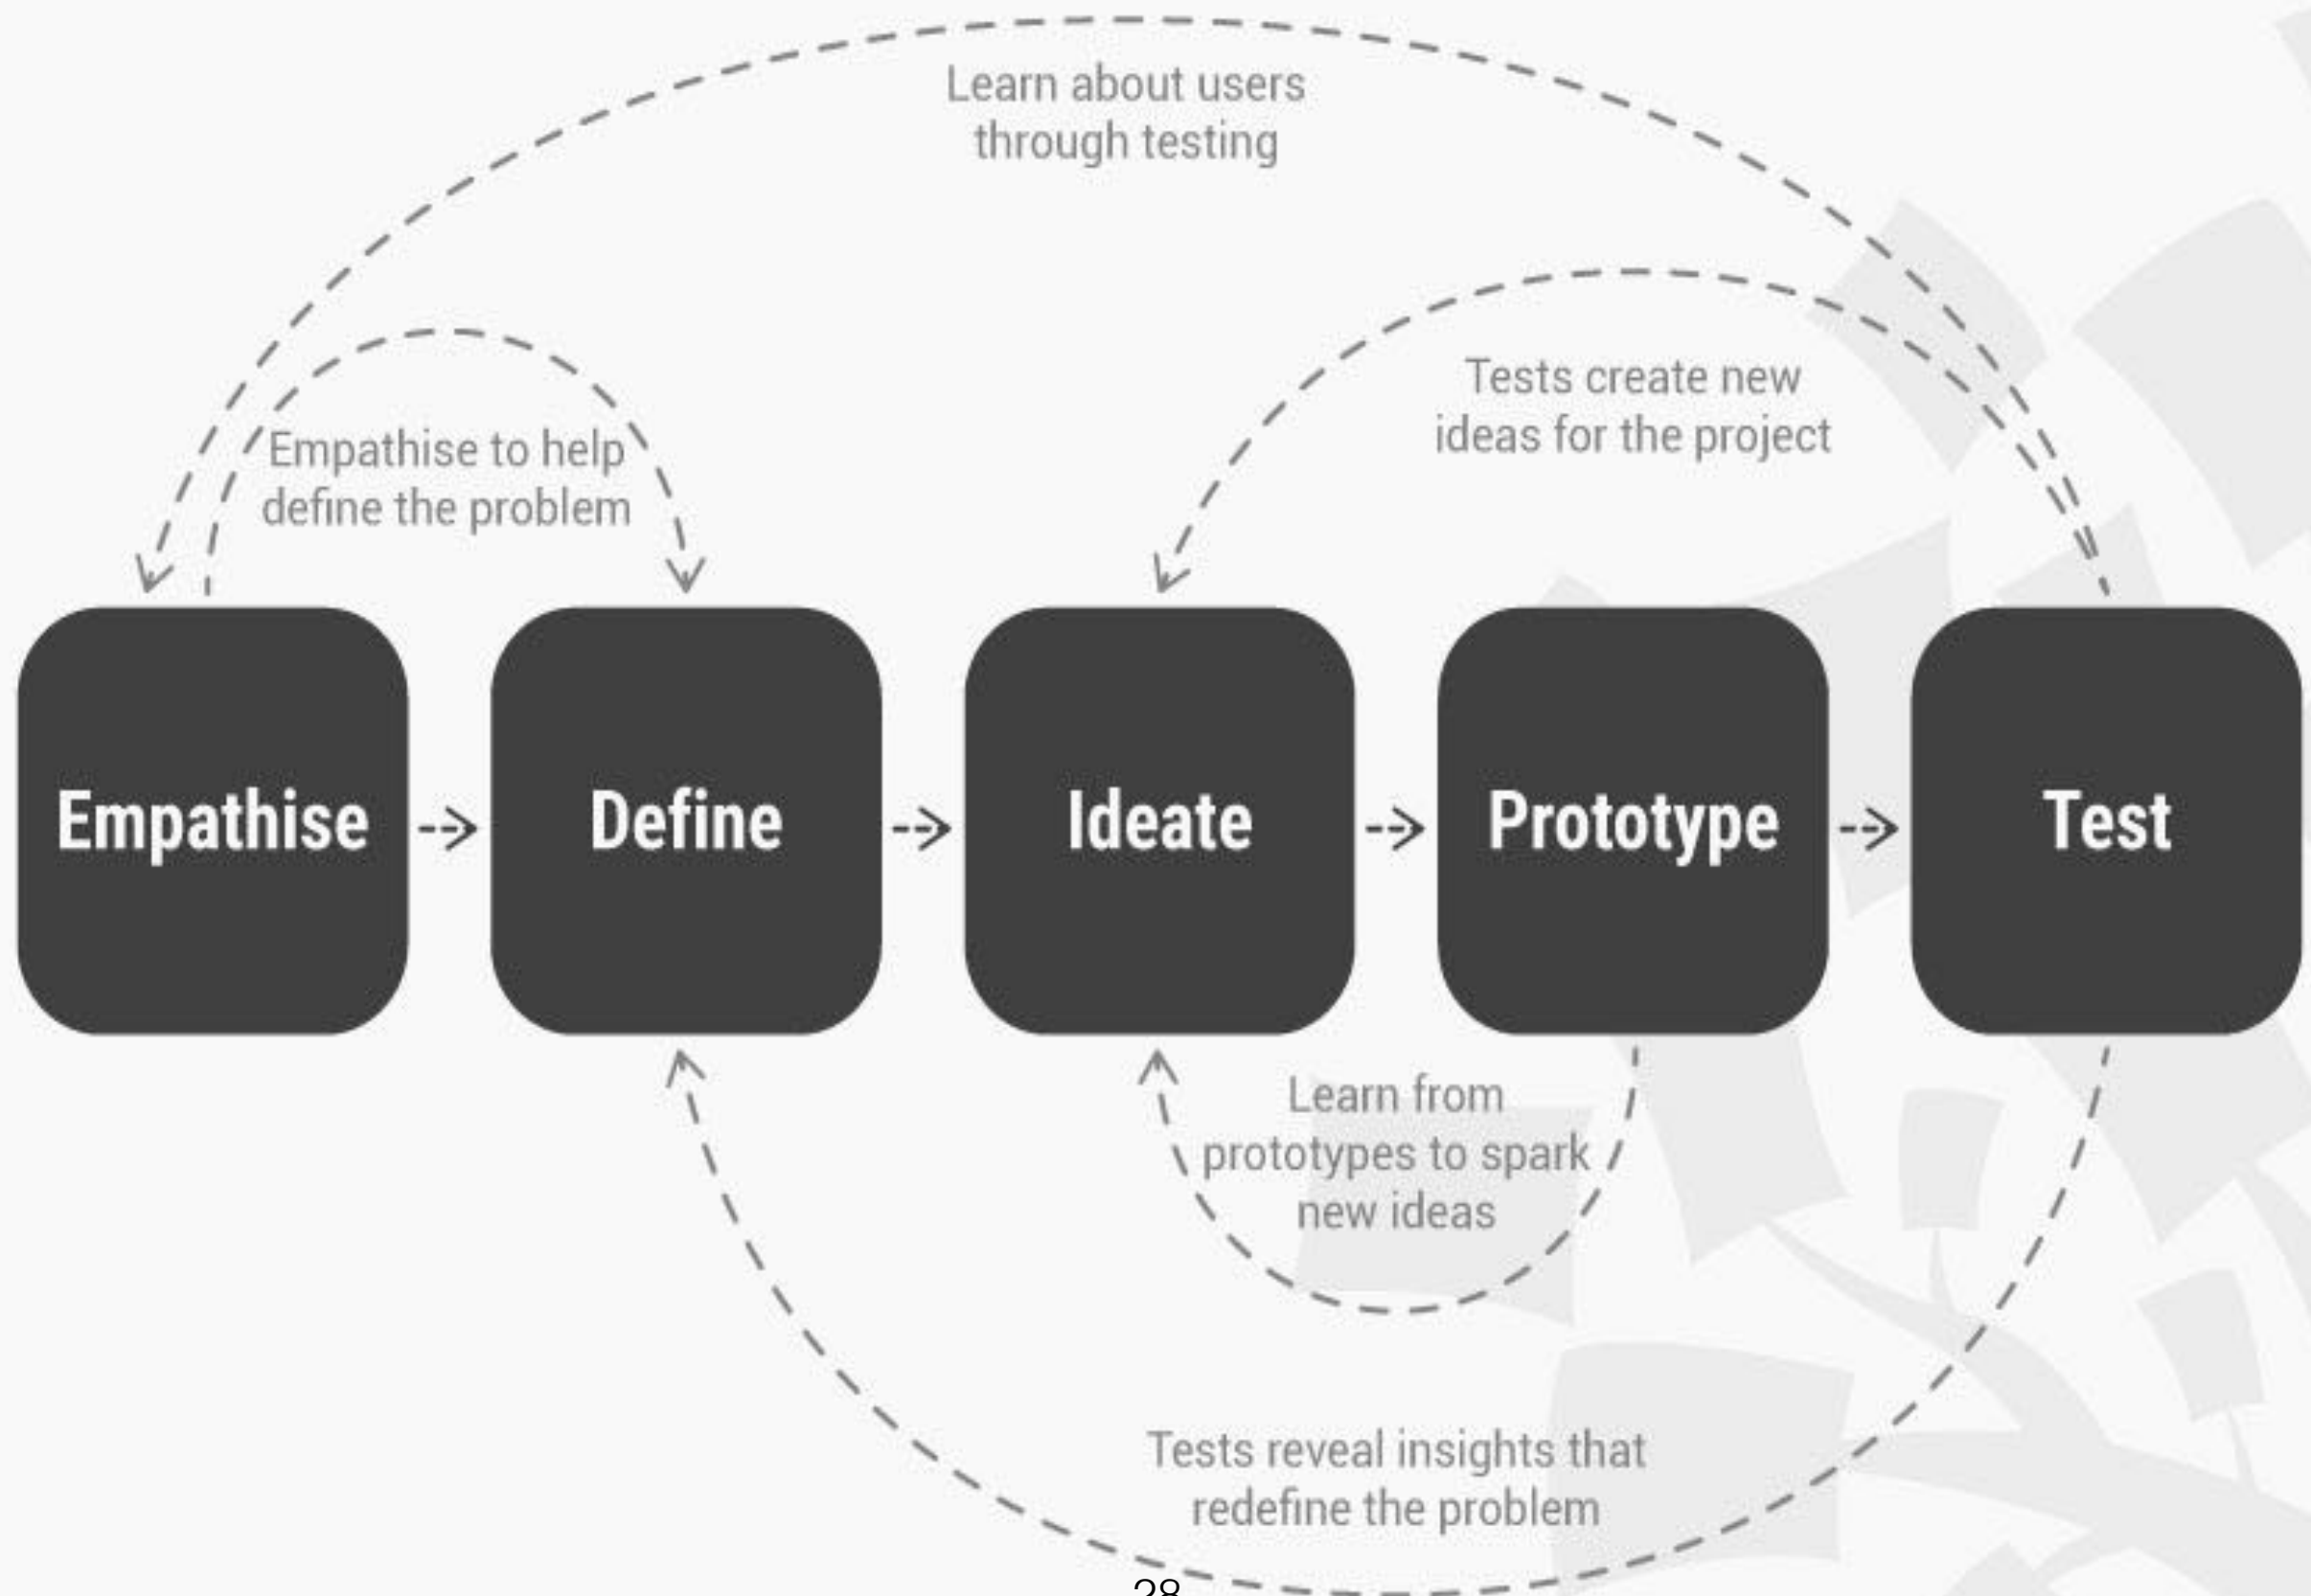 Learn about users
through testing
Tests create new
ideas for the project
Empathise to help
define the problem
Empathise
Define
Ideate
Prototype
Test
Learn from
prototypes to spark
new ideas
Tests reveal insights that
redefine the problem
28